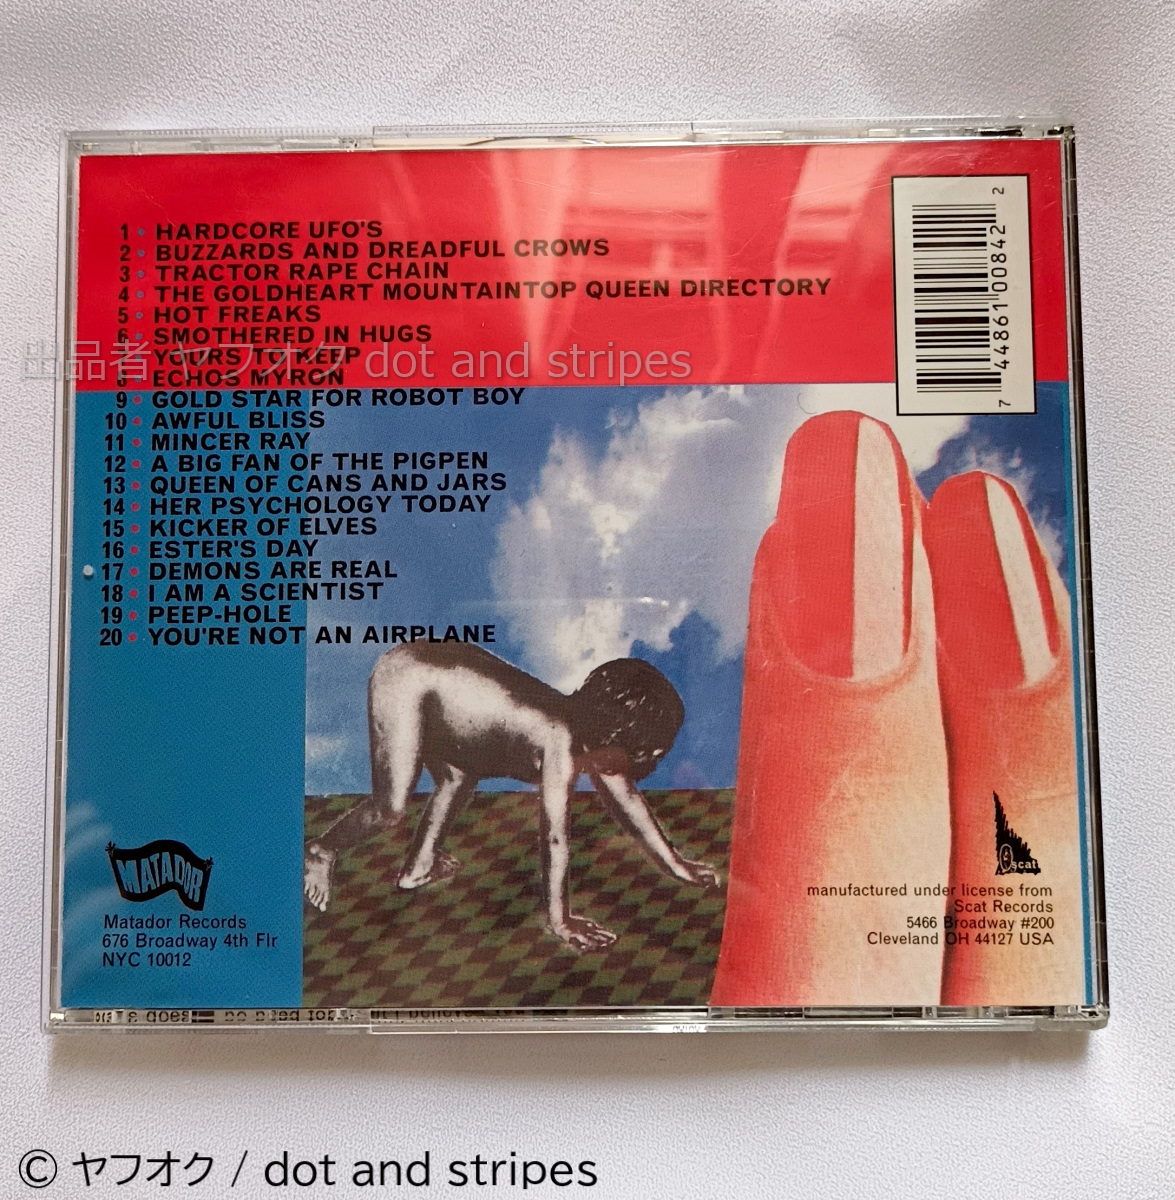 1 • HARDCORE UFO'S
2 • BUZZARDS AND DREADFUL CROWS
3 • TRACTOR RAPE CHAIN
4 • THE GOLDHEART MOUNTAINTOP QUEEN DIRECTORY
5 • HOT FREAKS
6 • SMOTHERED IN HUGS
YOURS TO KEEP
出品者 ヤフオク dot and stripes
8 • ECHOS MYRON
9 • GOLD STAR FOR ROBOT BOY
10 • AWFUL BLISS
11 • MINCER RAY
12 • A BIG FAN OF THE PIGPEN
13 • QUEEN OF CANS AND JARS
14 • HER PSYCHOLOGY TODAY
15 • KICKER OF ELVES
16 • ESTER'S DAY
17 • DEMONS ARE REAL
18 • I AM A SCIENTIST
19 • PEEP-HOLE
20 • YOU'RE NOT AN AIRPLANE
7 44861 00842 2
MATADOR
Matador Records
676 Broadway 4th Flr
NYC 10012
scat
manufactured under license from
Scat Records
5466 Broadway #200
Cleveland OH 44127 USA
© ヤフオク / dot and stripes